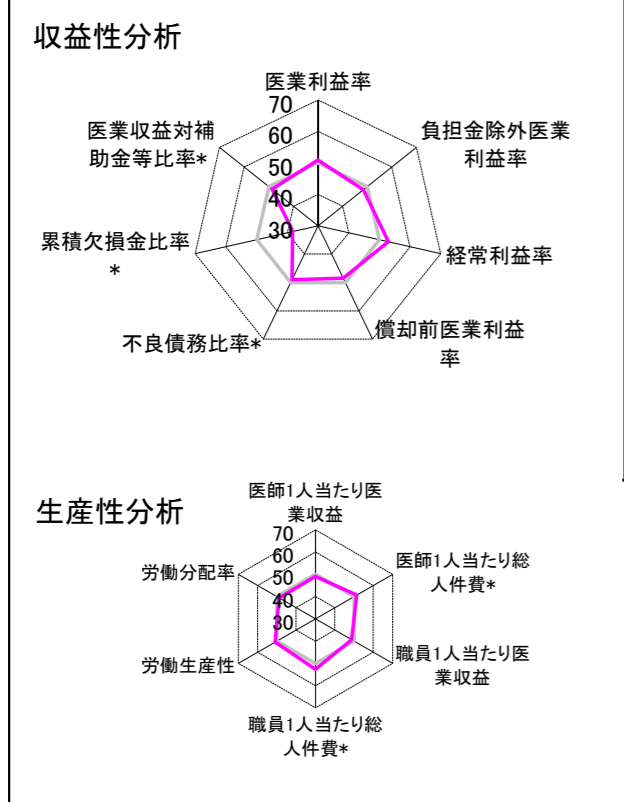 収益性分析
医業利益率
70
60
50
40
30
負担金除外医業
利益率
経常利益率
償却前医業利益
率
不良債務比率*
累積欠損金比率
*
医業収益対補
助金等比率*
生産性分析
医師1人当たり医
業収益
70
60
50
40
30
医師1人当たり総
人件費*
職員1人当たり医
業収益
職員1人当たり総
人件費*
労働生産性
労働分配率